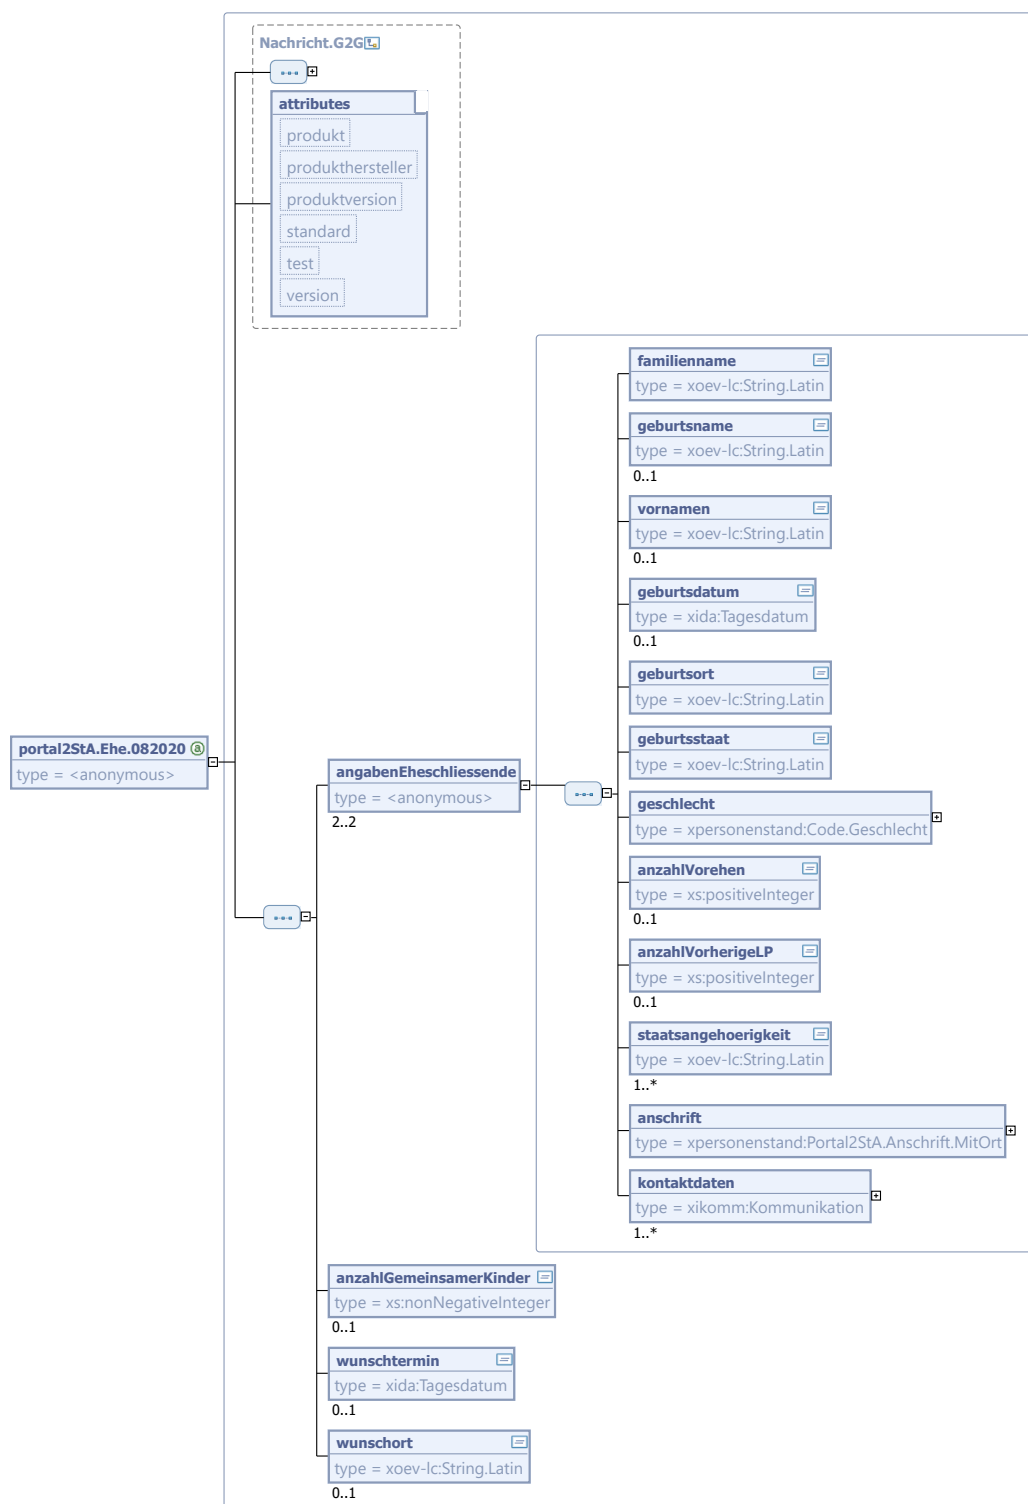 Nachricht.G2G
attributes
produkt
produkthersteller
produktversion
standard
test
version
familienname
type = xoev-lc:String.Latin
geburtsname
type = xoev-lc:String.Latin
0..1
vornamen
type = xoev-lc:String.Latin
0..1
geburtsdatum
type = xida:Tagesdatum
0..1
geburtsort
type = xoev-lc:String.Latin
geburtsstaat
type = xoev-lc:String.Latin
portal2StA.Ehe.082020
type = <anonymous>
angabenEheschliessende
type = <anonymous>
2..2
geschlecht
type = xpersonenstand:Code.Geschlecht
anzahlVorehen
type = xs:positiveInteger
0..1
anzahlVorherigeLP
type = xs:positiveInteger
0..1
staatsangehoerigkeit
type = xoev-lc:String.Latin
1..*
anschrift
type = xpersonenstand:Portal2StA.Anschrift.MitOrt
kontaktdaten
type = xikomm:Kommunikation
1..*
anzahlGemeinsamerKinder
type = xs:nonNegativeInteger
0..1
wunschtermin
type = xida:Tagesdatum
0..1
wunschort
type = xoev-lc:String.Latin
0..1